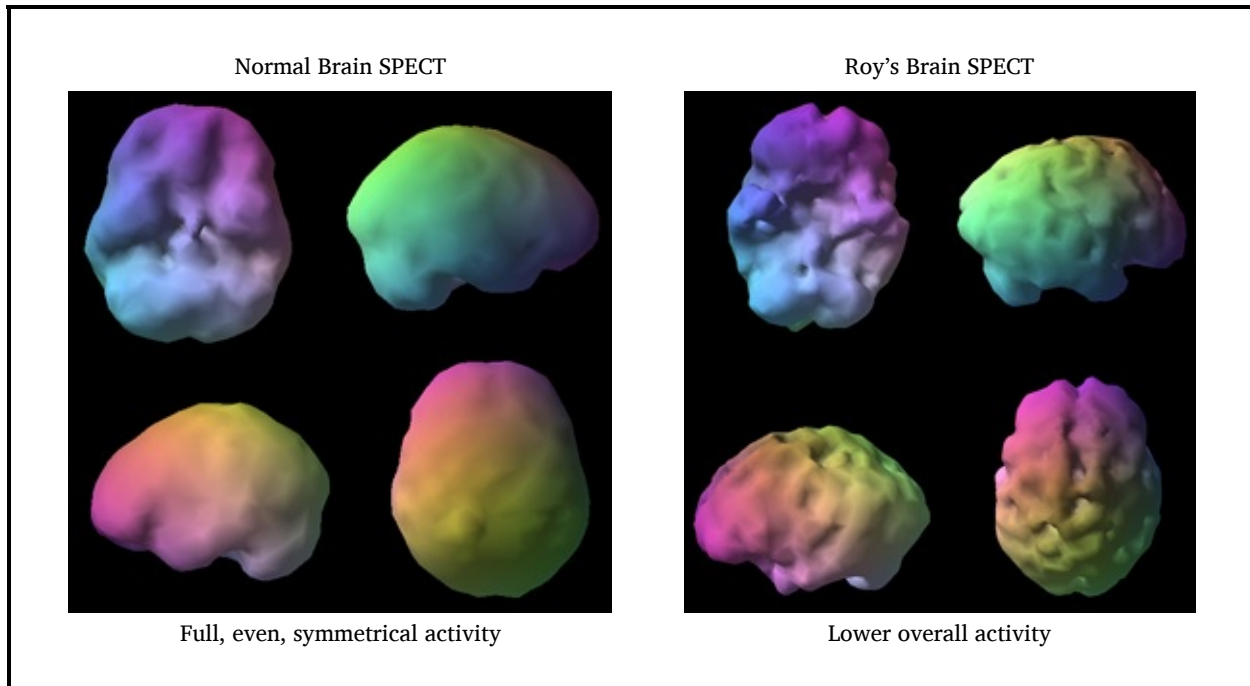 Normal Brain SPECT
Roy’s Brain SPECT
Full, even, symmetrical activity
Lower overall activity